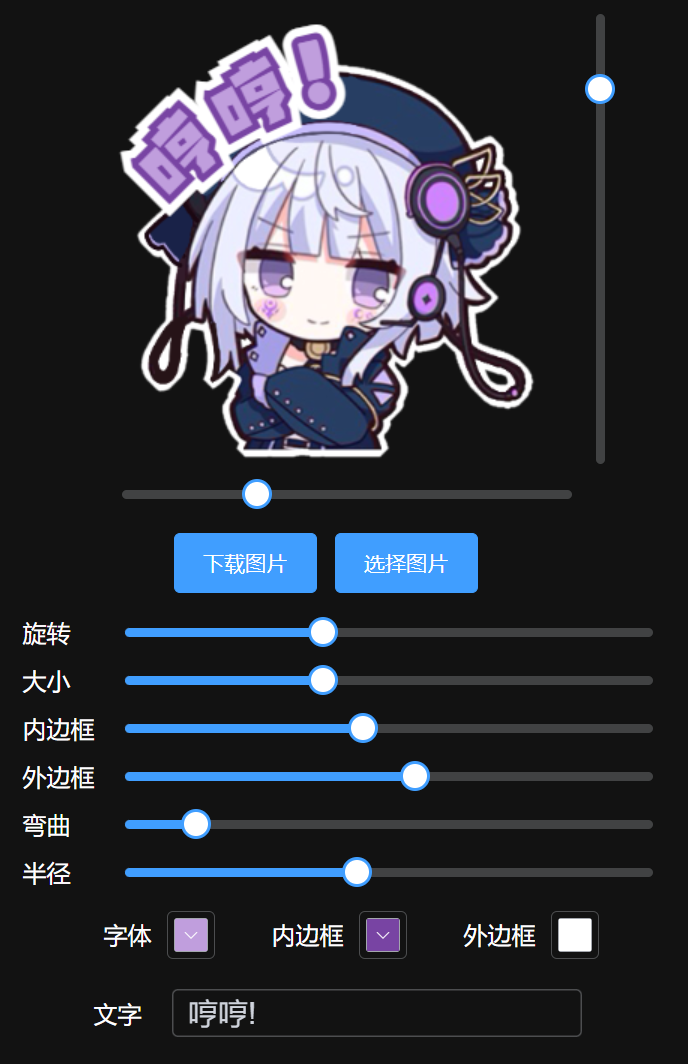 哼哼!
下载图片 选择图片
旋转
大小
内边框
外边框
弯曲
半径
字体 内边框 外边框
文字 哼哼!